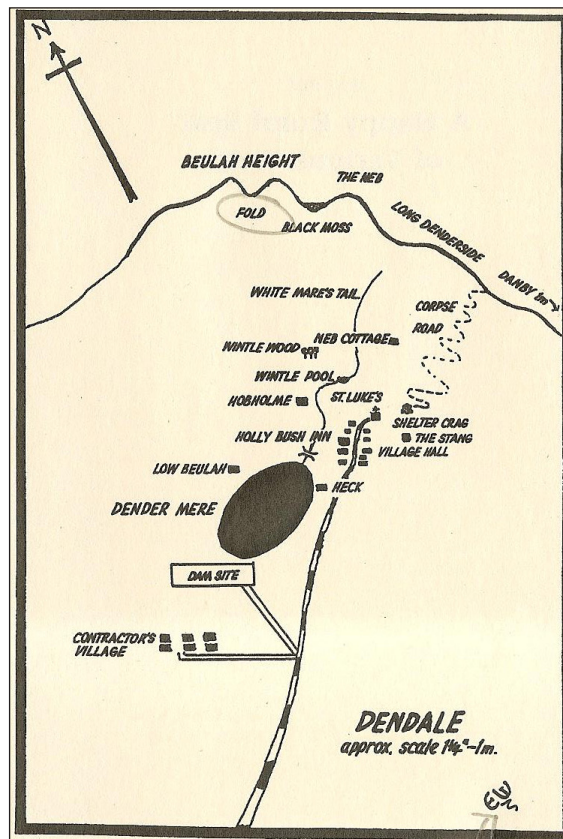 N
BEULAH HEIGHT
THE NEB
FOLD
BLACK MOSS
LONG DENDERSIDE
DANBY 1m
WHITE MARE'S TAIL
CORPSE
ROAD
NEB COTTAGE
WINTLE WOOD
WINTLE POOL
ST. LUKE'S
HOBHOLME
SHELTER CRAG
HOLLY BUSH INN
THE STANG
VILLAGE HALL
LOW BEULAH
HECK
DENDER MERE
DAM SITE
CONTRACTOR'S
VILLAGE
DENDALE
approx. scale 1¼"-1m.